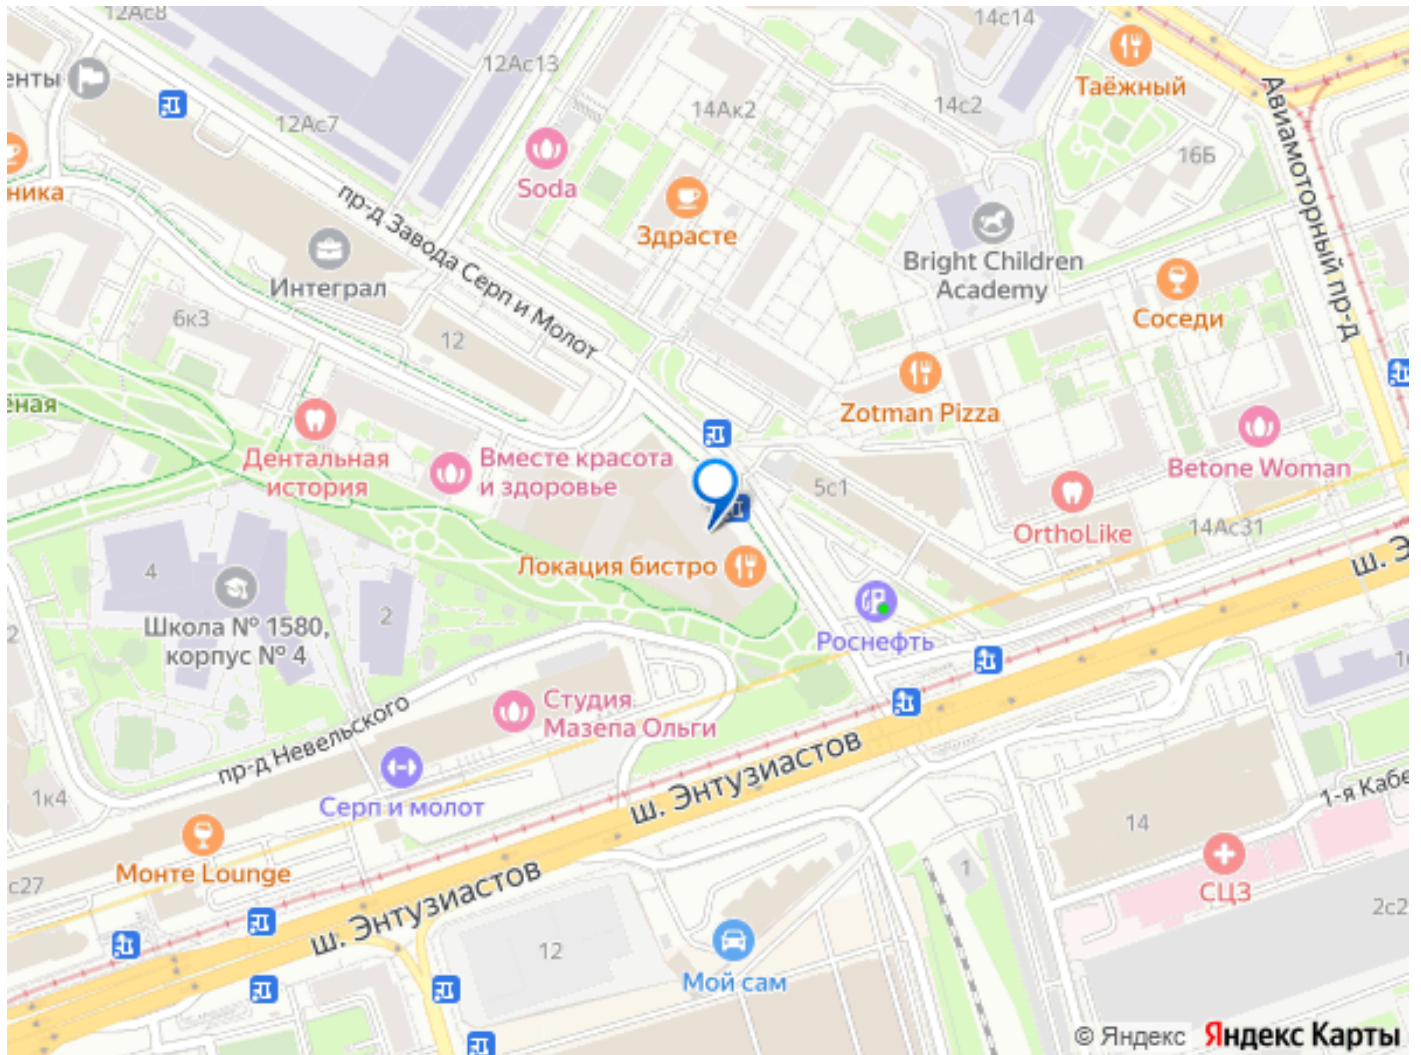 12Ас8
14с14
Таёжный
енты
12Ас13
14Ак2
14с2
Авиамоторный пр-д
12Ас7
16Б
Soda
ника
пр-д Завода Серп и Молот
Здрасте
Bright Children
Academy
Интеграл
Соседи
6к3
12
Zotman Pizza
ёная
Дентальная
история
Вместе красота
и здоровье
Betone Woman
5с1
OrthoLike
14Ас31
ш. Э
Локация бистро
4
2
Школа № 1580,
корпус № 4
2
Роснефть
Студия
Мазепа Ольги
пр-д Невельского
ш. Энтузиастов
1к4
Серп и молот
1-я Кабе
14
Монте Lounge
1
с27
СЦЗ
ш. Энтузиастов
2с2
12
Мой сам
© Яндекс Яндекс Карты